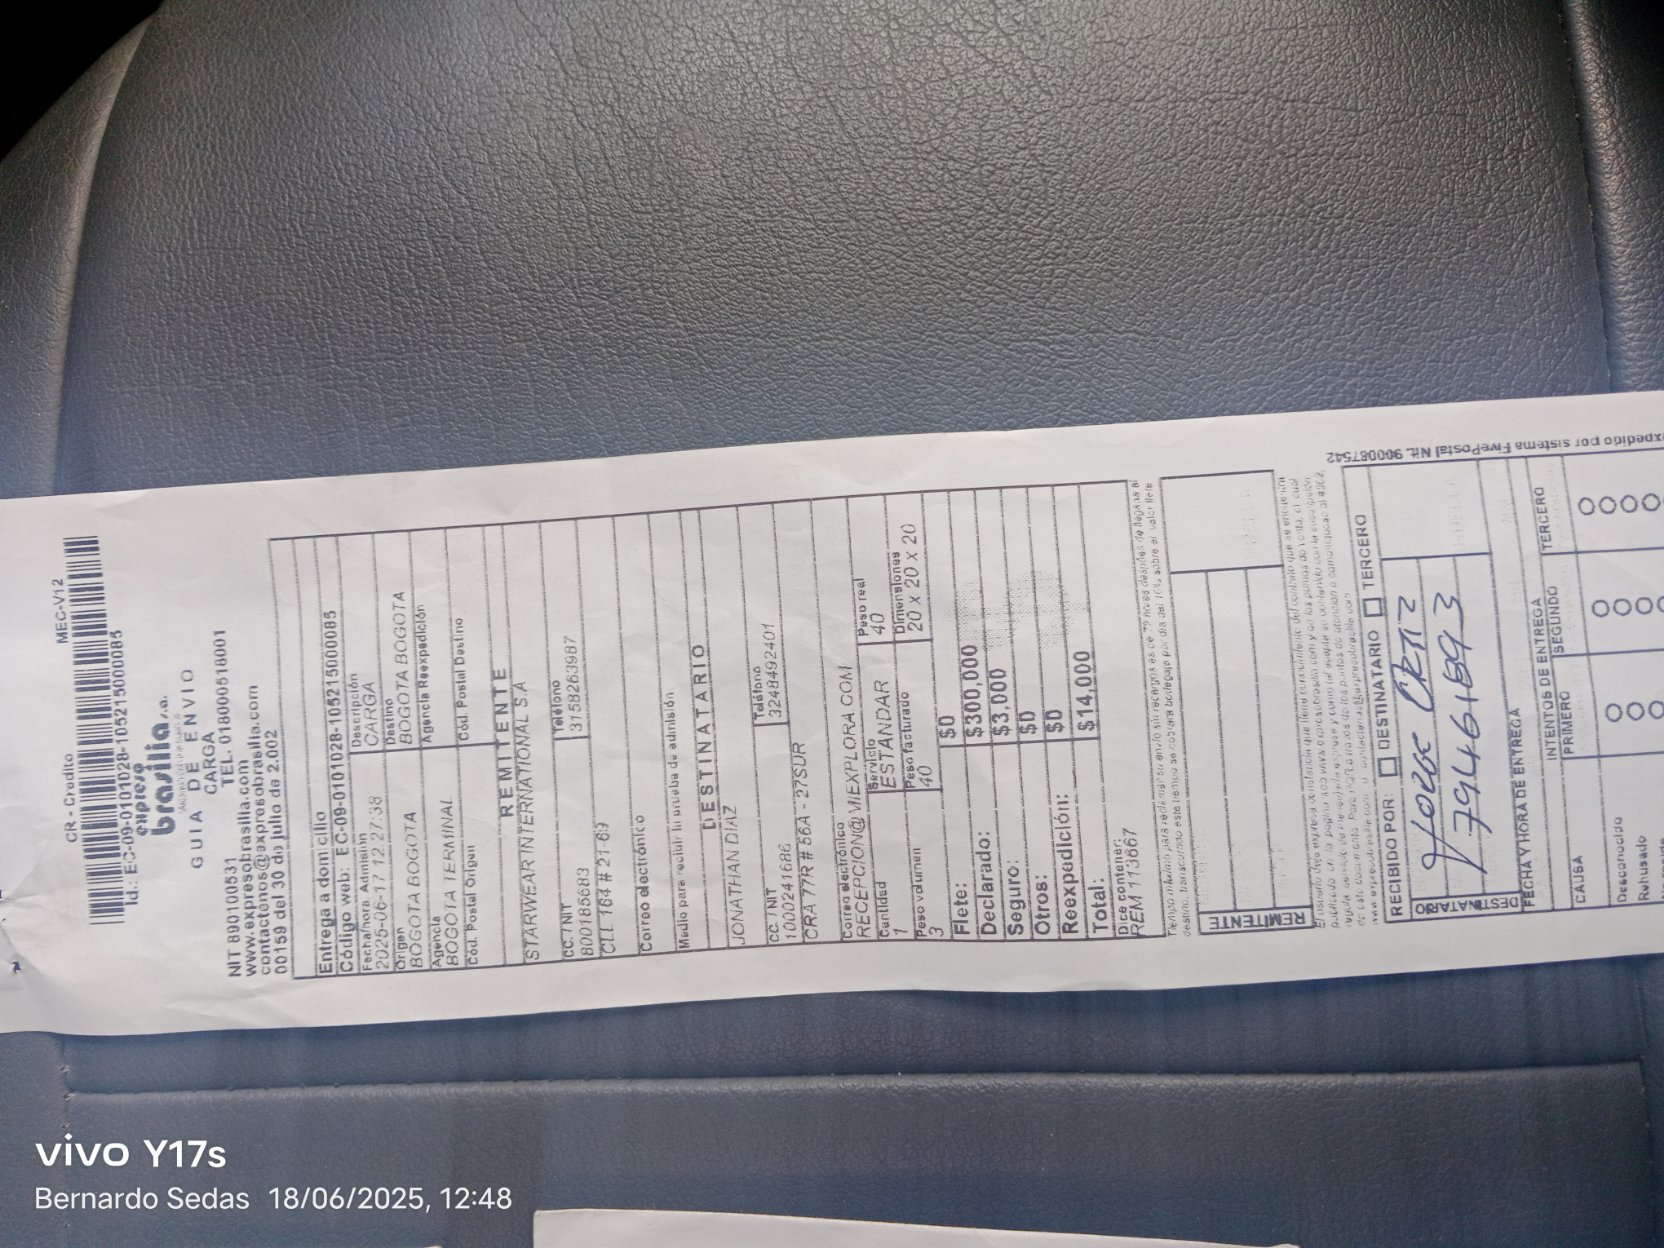 CR - Credito MEC-V12
Id.: EC-09-0101028-105215000085
expreso
brasilia s.a.
GUIA DE ENVIO
CARGA
NIT 890100531 TEL. 018000518001
www.expresobrasilia.com
contactenos@expresobrasilia.com
00159 del 30 de julio de 2.002
Entrega a domicilio
Código web: EC-09-0101028-105215000085
Fecha/hora Admisión Descripción
2025-06-17 12:27:38 CARGA
Origen Destino
BOGOTA BOGOTA BOGOTA BOGOTA
Agencia Agencia Reexpedición
BOGOTA TERMINAL
Cód. Postal Origen Cód. Postal Destino
REMITENTE
STARWEAR INTERNATIONAL S.A
CC / NIT Teléfono
800185683 3158263987
CLL 164 # 21-69
Correo electrónico
Medio para recibir la prueba de admisión
DESTINATARIO
JONATHAN DIAZ
CC / NIT Teléfono
1000241686 3248492401
CRA 77R # 56A - 27SUR
Correo electrónico
RECEPCION@MIEXPLORA.COM
Cantidad Servicio Peso real
1 ESTANDAR 40
Peso volumen Peso facturado Dimensiones
3 40 20 x 20 x 20
Flete: $0
Declarado: $300,000
Seguro: $3,000
Otros: $0
Reexpedición: $0
Total: $14,000
Dice contener:
REM 113667
REMITENTE
RECIBIDO POR: DESTINATARIO TERCERO
DESTINATARIO
Jorge Ortiz
794461893
FECHA Y HORA DE ENTREGA
INTENTOS DE ENTREGA
CAUSA PRIMERO SEGUNDO TERCERO
Desconocido
Rehusado
expedido por sistema FivePostal Nit. 900087542
vivo Y17s
Bernardo Sedas 18/06/2025, 12:48